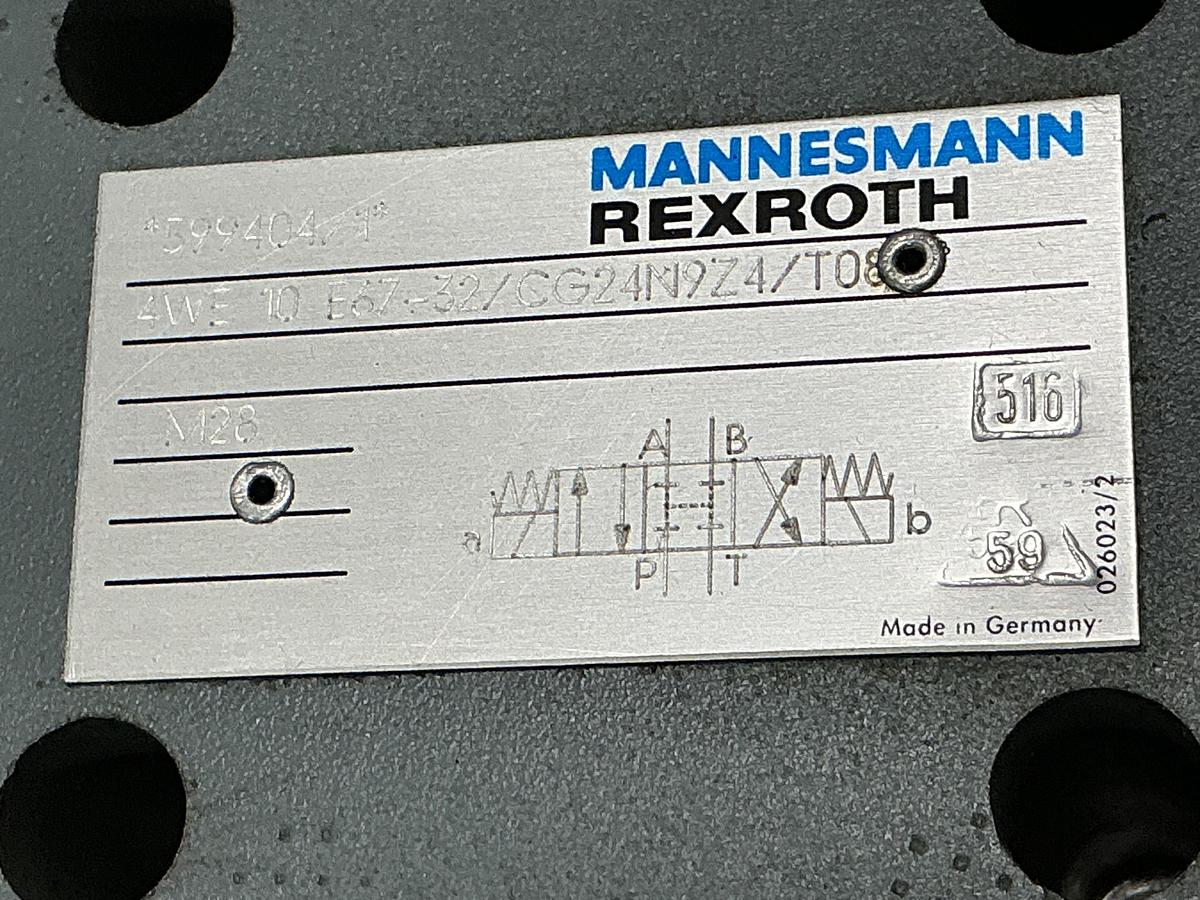 MANNESMANN
REXROTH
*599404/1*
4WE 10 E67-32/CG24N9Z4/T08
516
M28
A B
a
b
P T
59
026023/2
Made in Germany